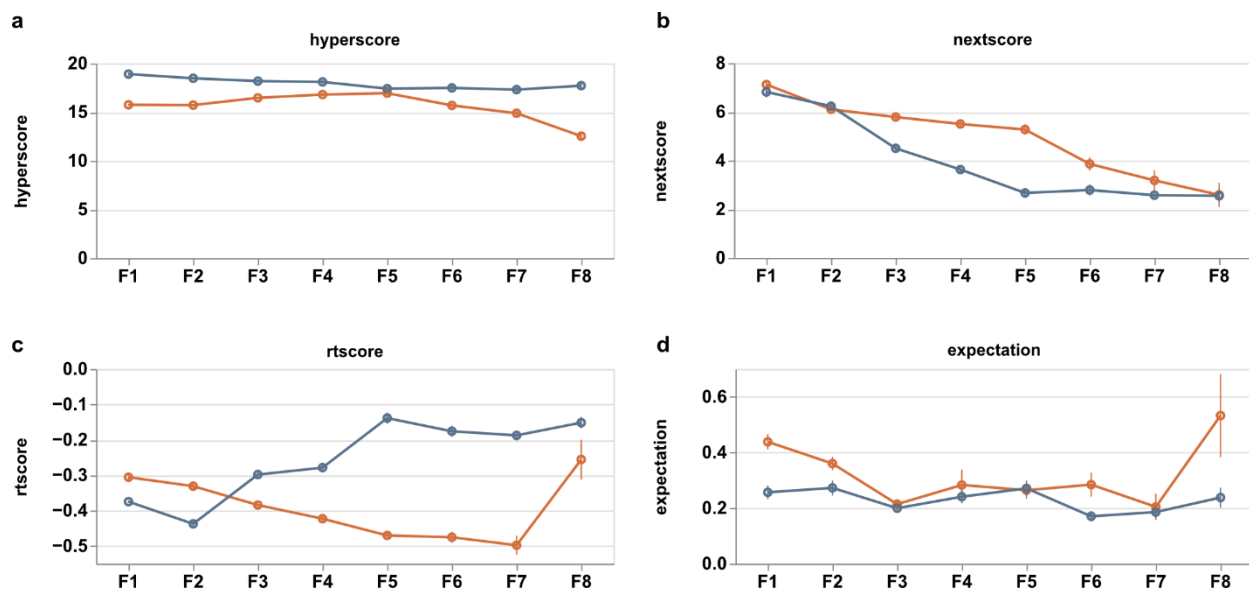 a
hyperscore
hyperscore
20
15
10
5
0
F1 F2 F3 F4 F5 F6 F7 F8
b
nextscore
nextscore
8
6
4
2
0
F1 F2 F3 F4 F5 F6 F7 F8
c
rtscore
rtscore
0.0
−0.1
−0.2
−0.3
−0.4
−0.5
F1 F2 F3 F4 F5 F6 F7 F8
d
expectation
expectation
0.6
0.4
0.2
0.0
F1 F2 F3 F4 F5 F6 F7 F8